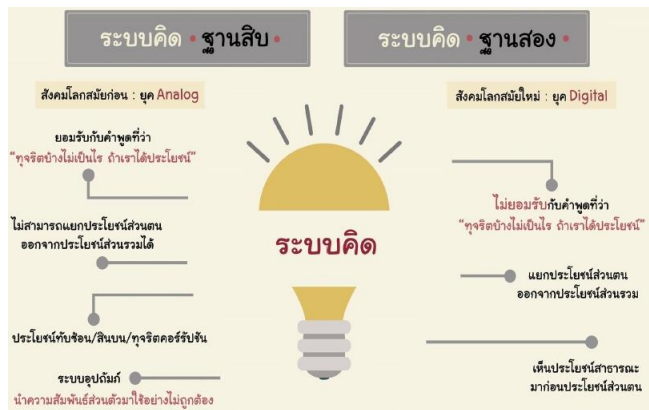 ระบบคิด • ฐานสิบ •
ระบบคิด • ฐานสอง •
สังคมโลกสมัยก่อน : ยุค Analog
ยอมรับกับคำพูดที่ว่า
"ทุจริตบ้างไม่เป็นไร ถ้าเราได้ประโยชน์"
ไม่สามารถแยกประโยชน์ส่วนตน
ออกจากประโยชน์ส่วนรวมได้
ประโยชน์ทับซ้อน/สินบน/ทุจริตคอร์รัปชัน
ระบบอุปถัมภ์
นำความสัมพันธ์ส่วนตัวมาใช้อย่างไม่ถูกต้อง
ระบบคิด
สังคมโลกสมัยใหม่ : ยุค Digital
ไม่ยอมรับกับคำพูดที่ว่า
"ทุจริตบ้างไม่เป็นไร ถ้าเราได้ประโยชน์"
แยกประโยชน์ส่วนตน
ออกจากประโยชน์ส่วนรวม
เห็นประโยชน์สาธารณะ
มาก่อนประโยชน์ส่วนตน